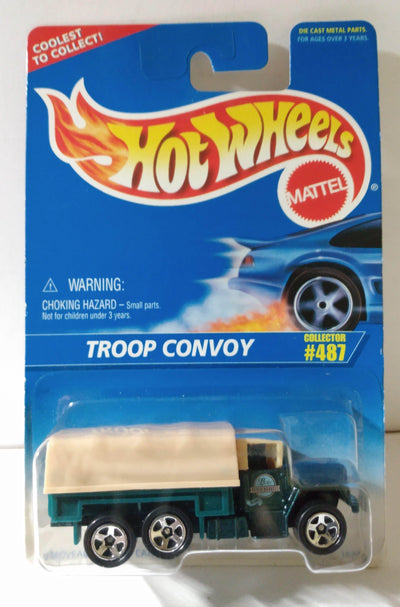 COOLEST
TO COLLECT!
DIE CAST METAL PARTS.
FOR AGES OVER 3 YEARS.
HOT WHEELS
MATTEL
®
⚠ WARNING:
CHOKING HAZARD – Small parts.
Not for children under 3 years.
TROOP CONVOY
COLLECTOR
#487